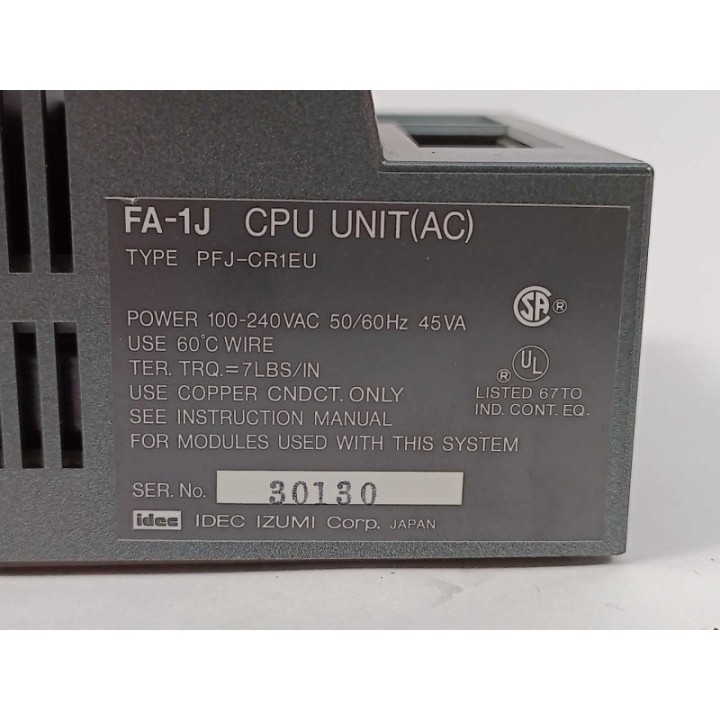 FA-1J CPU UNIT(AC)
TYPE PFJ-CR1EU
POWER 100-240VAC 50/60Hz 45VA
USE 60°C WIRE
TER. TRQ.=7LBS/IN
USE COPPER CNDCT. ONLY
SEE INSTRUCTION MANUAL
FOR MODULES USED WITH THIS SYSTEM
SA ®
® UL
LISTED 67TO
IND. CONT. EQ.
SER. No. 30130
idec IDEC IZUMI Corp. JAPAN